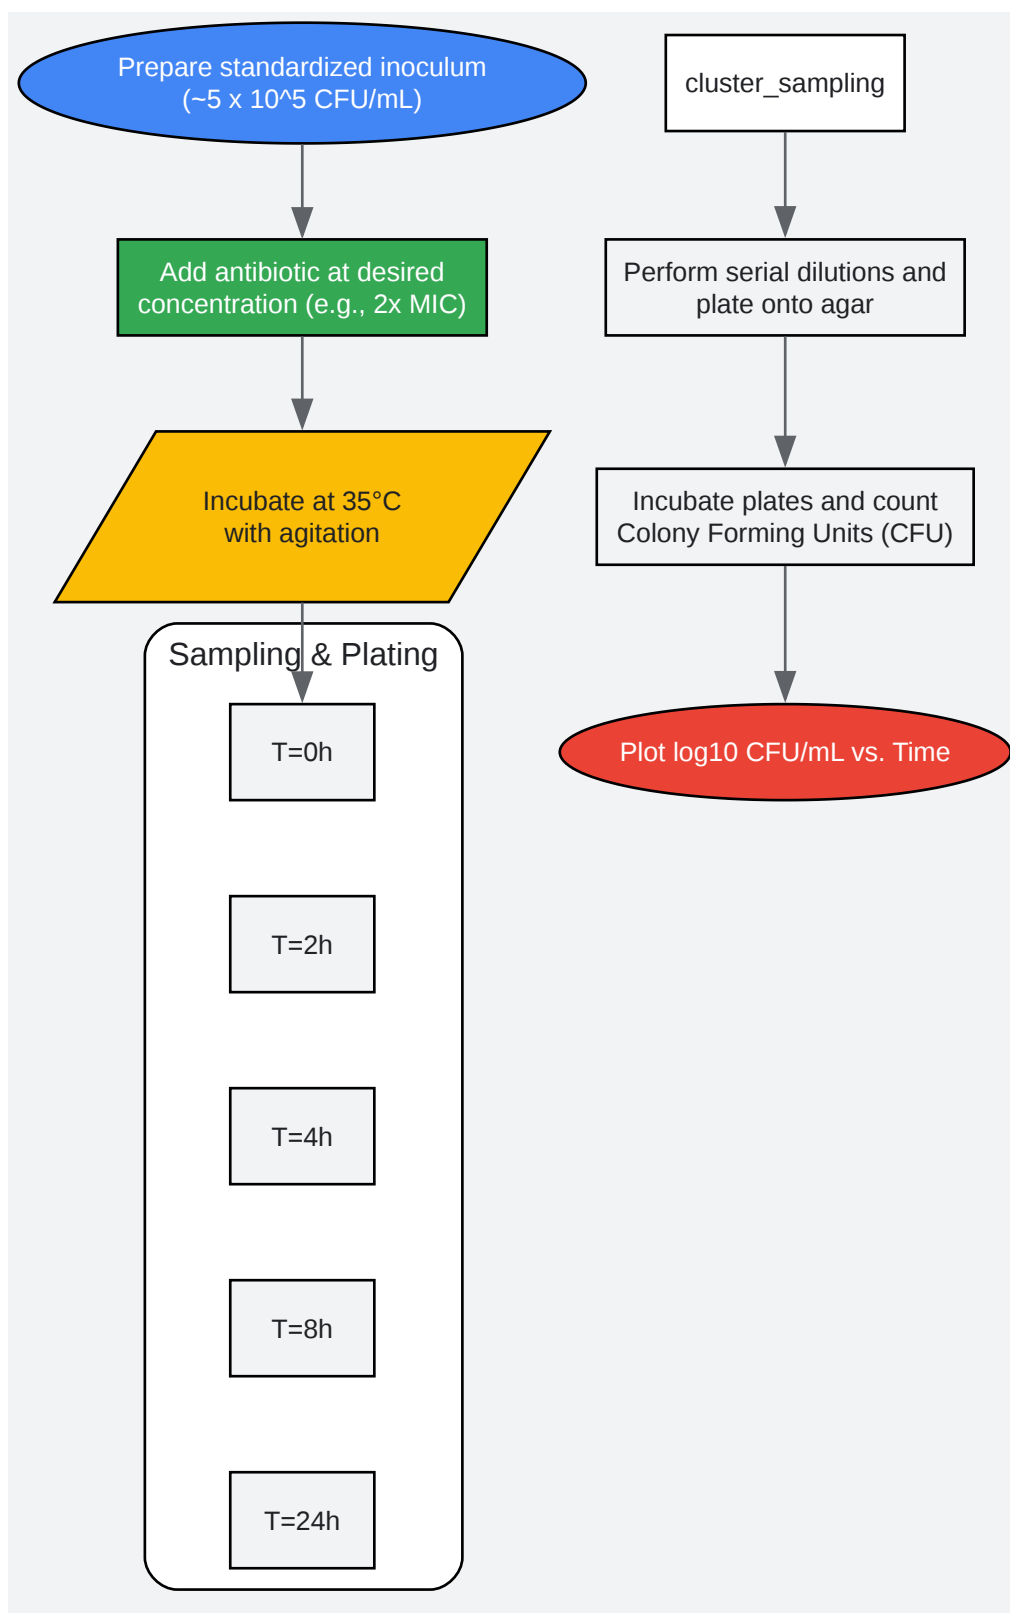 Prepare standardized inoculum
(~5 x 10^5 CFU/mL)
Add antibiotic at desired
concentration (e.g., 2x MIC)
Incubate at 35°C
with agitation
Sampling & Plating
T=0h
T=2h
T=4h
T=8h
T=24h
cluster_sampling
Perform serial dilutions and
plate onto agar
Incubate plates and count
Colony Forming Units (CFU)
Plot log10 CFU/mL vs. Time